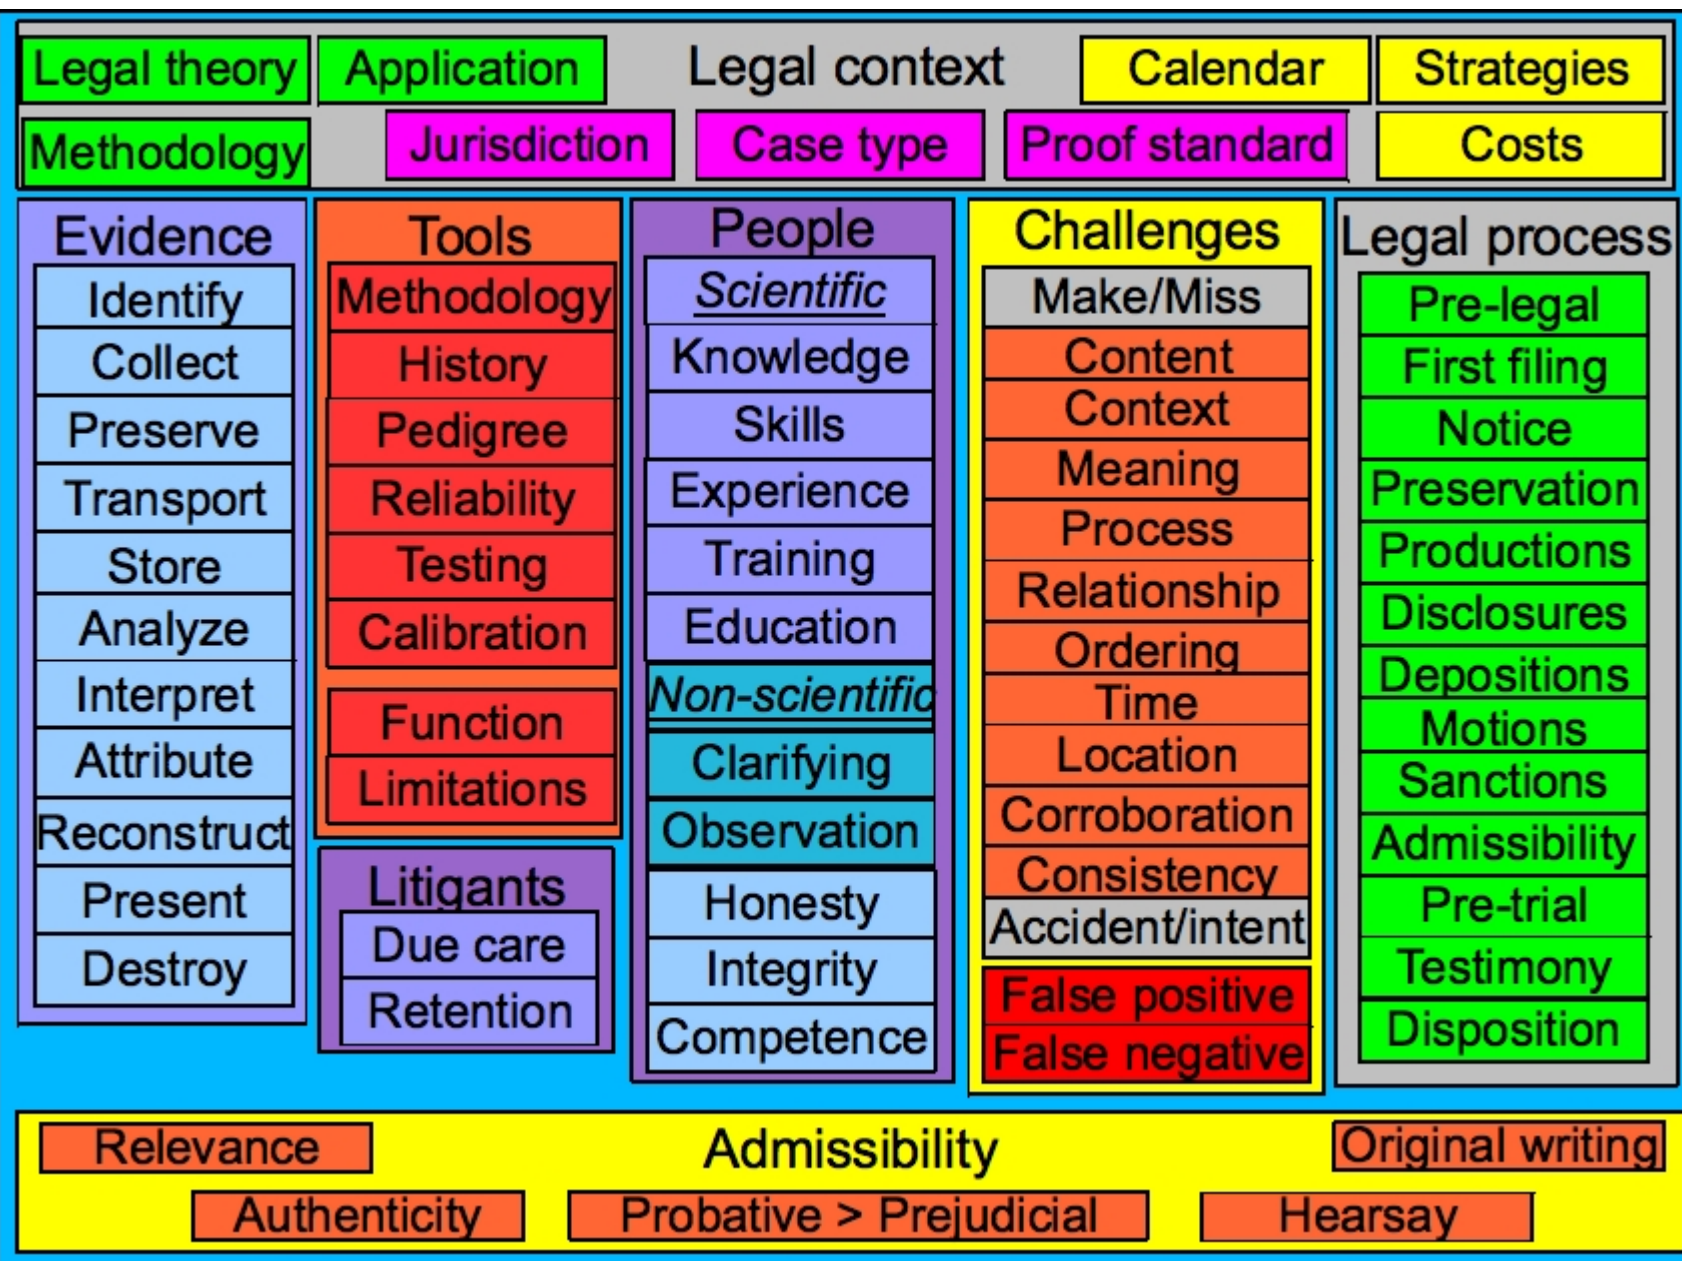 Legal theory
Application
Legal context
Calendar
Strategies
Methodology
Jurisdiction
Case type
Proof standard
Costs
Evidence
Identify
Collect
Preserve
Transport
Store
Analyze
Interpret
Attribute
Reconstruct
Present
Destroy
Tools
Methodology
History
Pedigree
Reliability
Testing
Calibration
Function
Limitations
Litigants
Due care
Retention
People
Scientific
Knowledge
Skills
Experience
Training
Education
Non-scientific
Clarifying
Observation
Honesty
Integrity
Competence
Challenges
Make/Miss
Content
Context
Meaning
Process
Relationship
Ordering
Time
Location
Corroboration
Consistency
Accident/intent
False positive
False negative
Legal process
Pre-legal
First filing
Notice
Preservation
Productions
Disclosures
Depositions
Motions
Sanctions
Admissibility
Pre-trial
Testimony
Disposition
Relevance
Admissibility
Original writing
Authenticity
Probative > Prejudicial
Hearsay